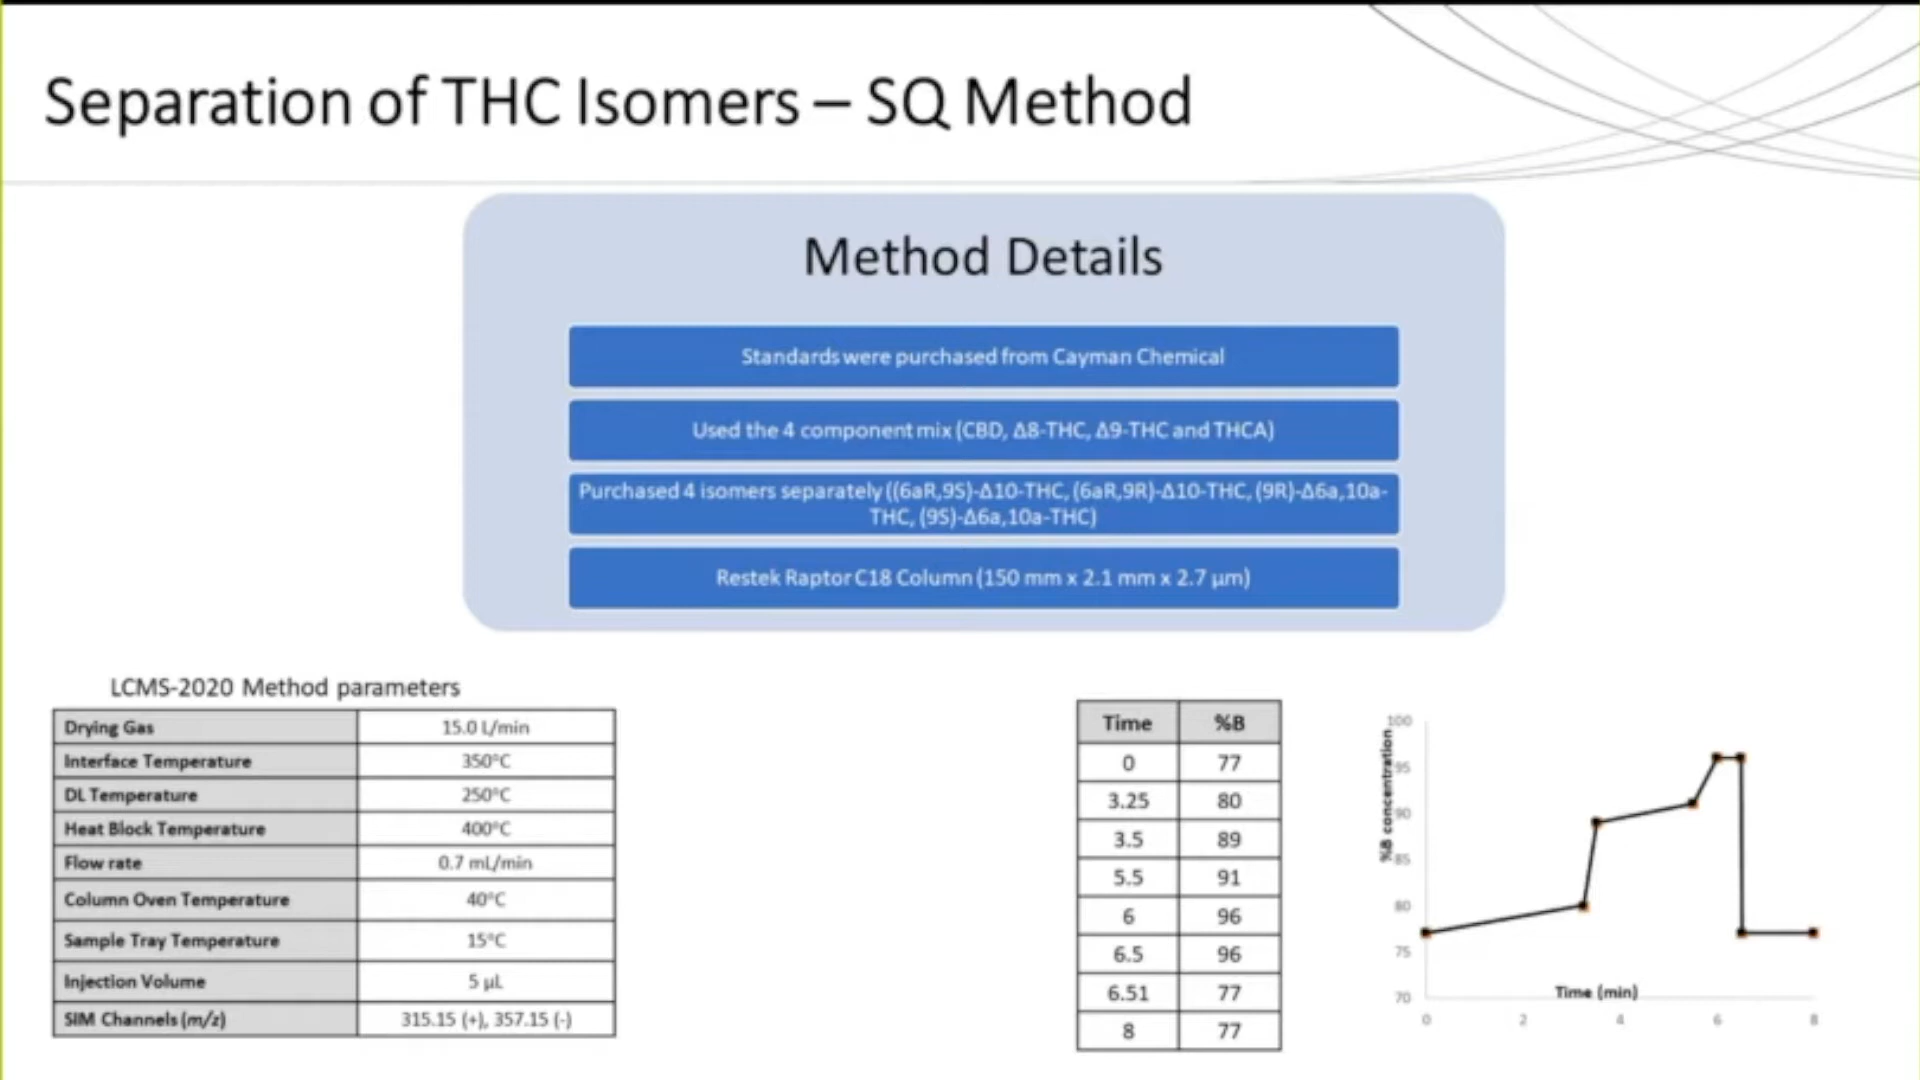 Separation of THC Isomers – SQ Method
Method Details
Standards were purchased from Cayman Chemical
Used the 4 component mix (CBD, Δ8-THC, Δ9-THC and THCA)
Purchased 4 isomers separately ((6aR,9S)-Δ10-THC, (6aR,9R)-Δ10-THC, (9R)-Δ6a,10a-
THC, (9S)-Δ6a,10a-THC)
Restek Raptor C18 Column (150 mm x 2.1 mm x 2.7 µm)
LCMS-2020 Method parameters
Drying Gas 15.0 L/min
Interface Temperature 350°C
DL Temperature 250°C
Heat Block Temperature 400°C
Flow rate 0.7 mL/min
Column Oven Temperature 40°C
Sample Tray Temperature 15°C
Injection Volume 5 µL
SIM Channels (m/z) 315.15 (+), 357.15 (-)
Time %B
0 77
3.25 80
3.5 89
5.5 91
6 96
6.5 96
6.51 77
8 77
%B concentration
100
95
90
85
80
75
70
Time (min)
0 2 4 6 8